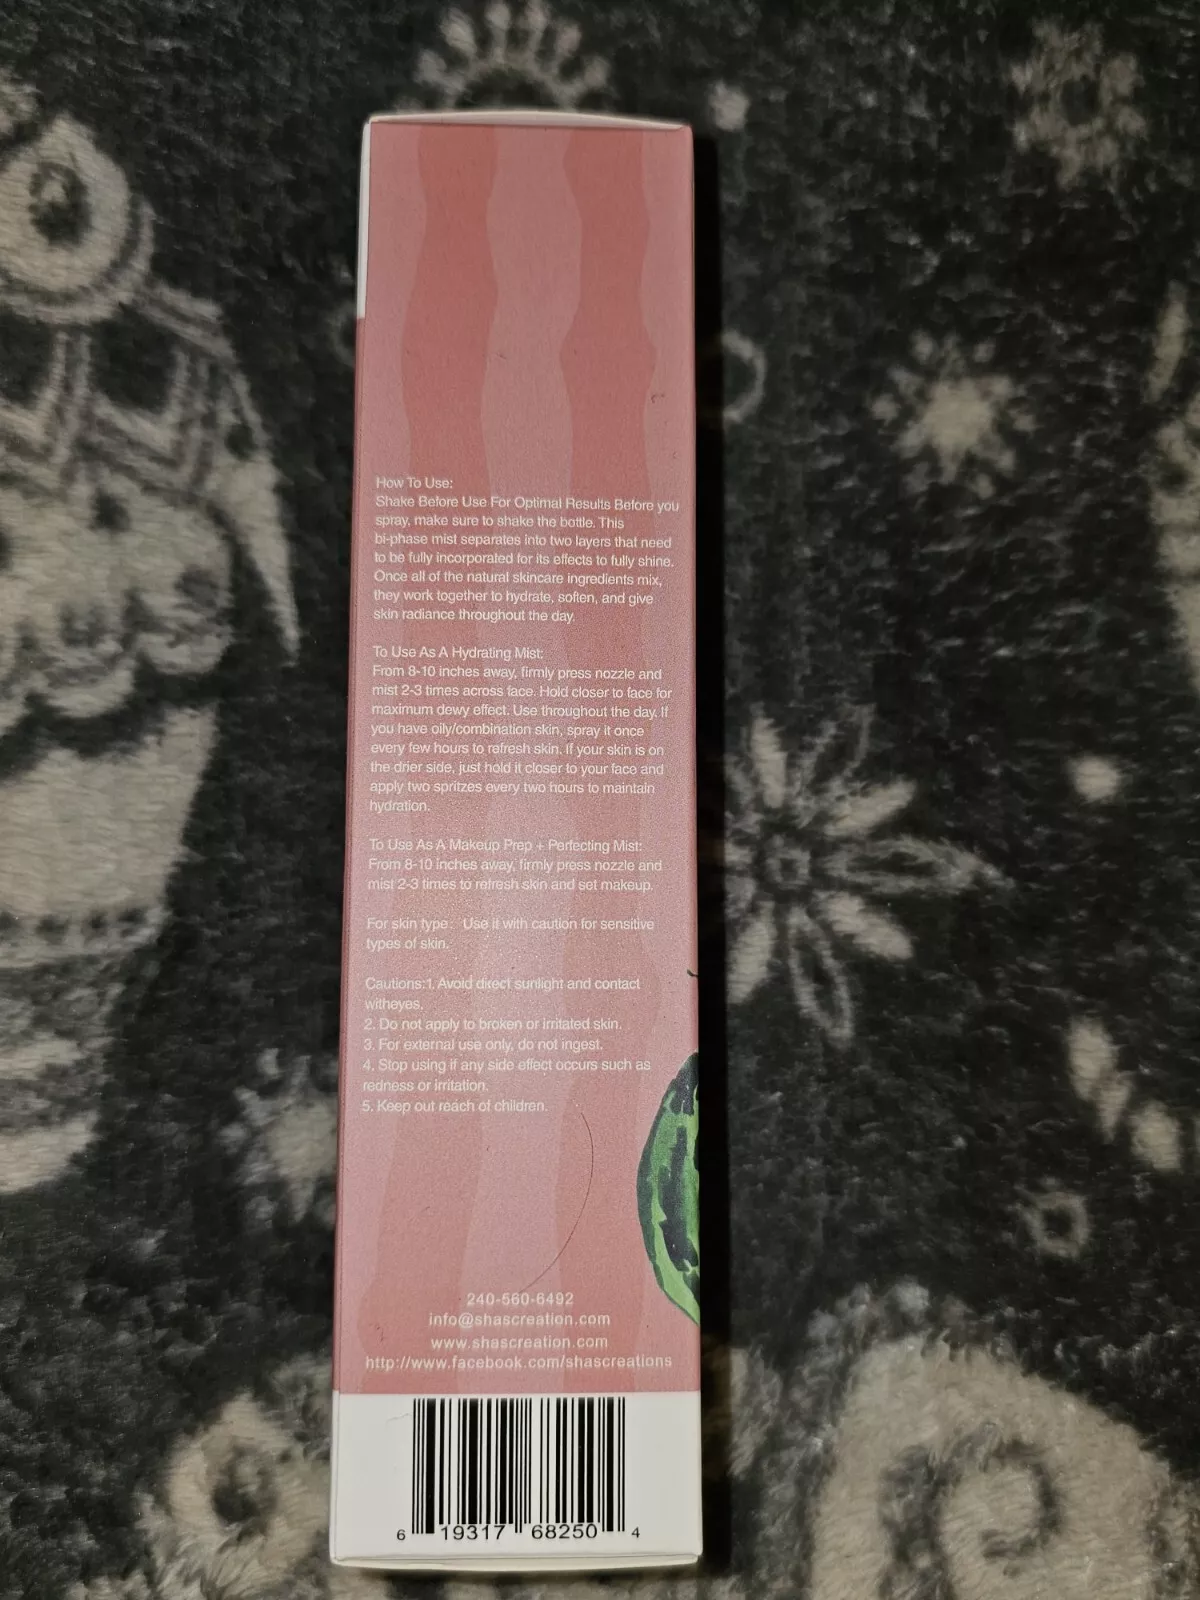 How To Use:
Shake Before Use For Optimal Results Before you
spray, make sure to shake the bottle. This
bi-phase mist separates into two layers that need
to be fully incorporated for its effects to fully shine.
Once all of the natural skincare ingredients mix,
they work together to hydrate, soften, and give
skin radiance throughout the day.
To Use As A Hydrating Mist:
From 8-10 inches away, firmly press nozzle and
mist 2-3 times across face. Hold closer to face for
maximum dewy effect. Use throughout the day. If
you have oily/combination skin, spray it once
every few hours to refresh skin. If your skin is on
the drier side, just hold it closer to your face and
apply two spritzes every two hours to maintain
hydration.
To Use As A Makeup Prep + Perfecting Mist:
From 8-10 inches away, firmly press nozzle and
mist 2-3 times to refresh skin and set makeup.
For skin type: Use it with caution for sensitive
types of skin.
Cautions:1. Avoid direct sunlight and contact
witheyes.
2. Do not apply to broken or irritated skin.
3. For external use only, do not ingest.
4. Stop using if any side effect occurs such as
redness or irritation.
5. Keep out reach of children.
240-560-6492
info@shascreation.com
www.shascreation.com
http://www.facebook.com/shascreations
6 19317 68250 4